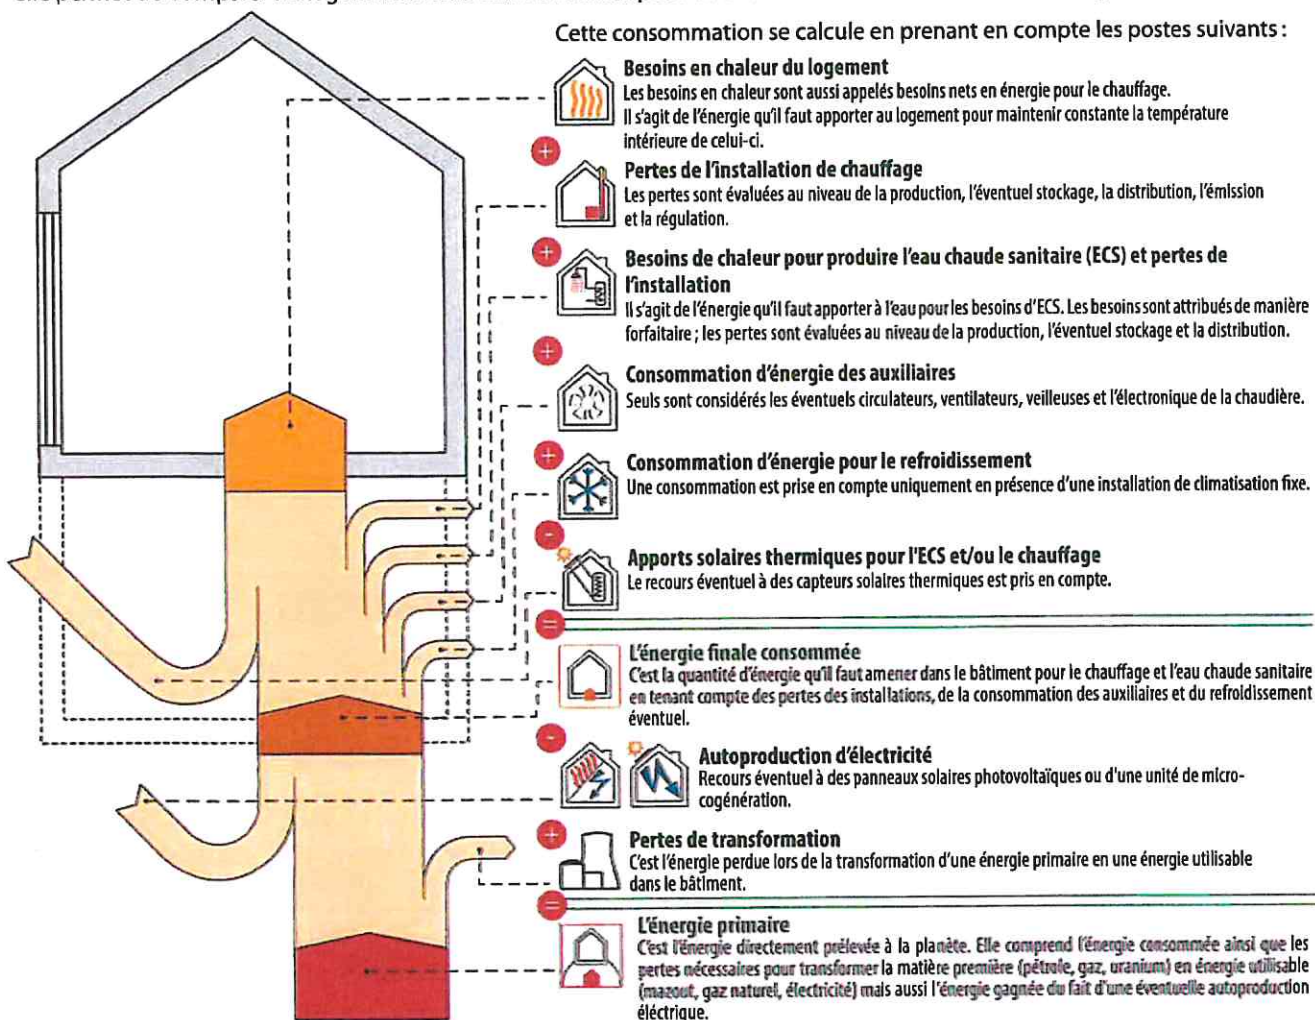 Cette consommation se calcule en prenant en compte les postes suivants :
Besoins en chaleur du logement
Les besoins en chaleur sont aussi appelés besoins nets en énergie pour le chauffage.
Il s'agit de l'énergie qu'il faut apporter au logement pour maintenir constante la température
intérieure de celui-ci.
+
Pertes de l'installation de chauffage
Les pertes sont évaluées au niveau de la production, l'éventuel stockage, la distribution, l'émission
et la régulation.
+
Besoins de chaleur pour produire l'eau chaude sanitaire (ECS) et pertes de
l'installation
Il s'agit de l'énergie qu'il faut apporter à l'eau pour les besoins d'ECS. Les besoins sont attribués de manière
forfaitaire ; les pertes sont évaluées au niveau de la production, l'éventuel stockage et la distribution.
+
Consommation d'énergie des auxiliaires
Seuls sont considérés les éventuels circulateurs, ventilateurs, veilleuses et l'électronique de la chaudière.
+
Consommation d'énergie pour le refroidissement
Une consommation est prise en compte uniquement en présence d'une installation de climatisation fixe.
-
Apports solaires thermiques pour l'ECS et/ou le chauffage
Le recours éventuel à des capteurs solaires thermiques est pris en compte.
=
L'énergie finale consommée
C'est la quantité d'énergie qu'il faut amener dans le bâtiment pour le chauffage et l'eau chaude sanitaire
en tenant compte des pertes des installations, de la consommation des auxiliaires et du refroidissement
éventuel.
-
Autoproduction d'électricité
Recours éventuel à des panneaux solaires photovoltaïques ou d'une unité de micro-
cogénération.
+
Pertes de transformation
C'est l'énergie perdue lors de la transformation d'une énergie primaire en une énergie utilisable
dans le bâtiment.
=
L'énergie primaire
C'est l'énergie directement prélevée à la planète. Elle comprend l'énergie consommée ainsi que les
pertes nécessaires pour transformer la matière première (pétrole, gaz, uranium) en énergie utilisable
(mazout, gaz naturel, électricité) mais aussi l'énergie gagnée du fait d'une éventuelle autoproduction
éléctrique.